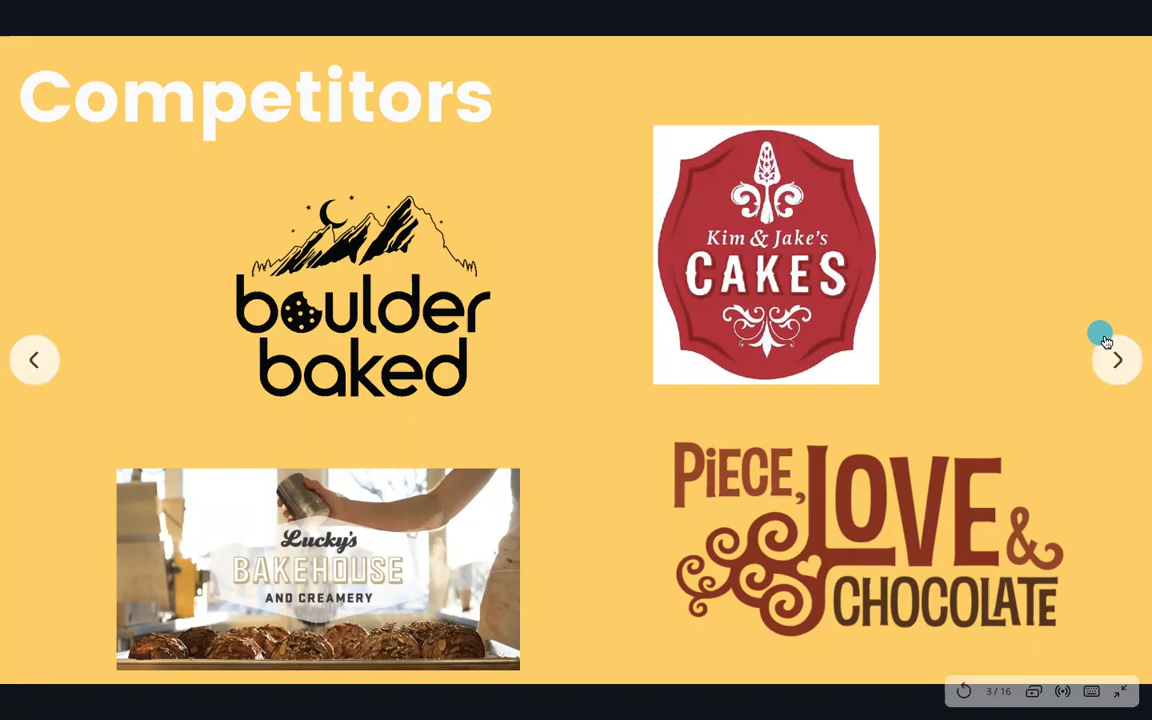 Competitors
boulder
baked
Kim & Jake's
CAKES
Lucky's
BAKEHOUSE
AND CREAMERY
PiECE, LOVE &
CHOCOLATE
3 / 16